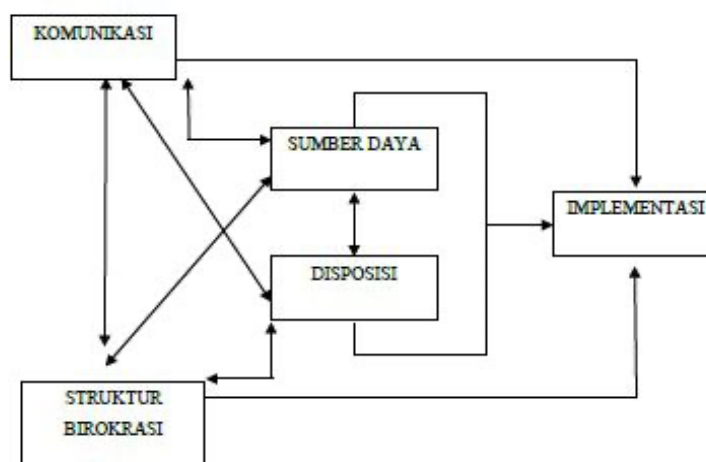 KOMUNIKASI
SUMBER DAYA
IMPLEMENTASI
DISPOSISI
STRUKTUR
BIROKRASI